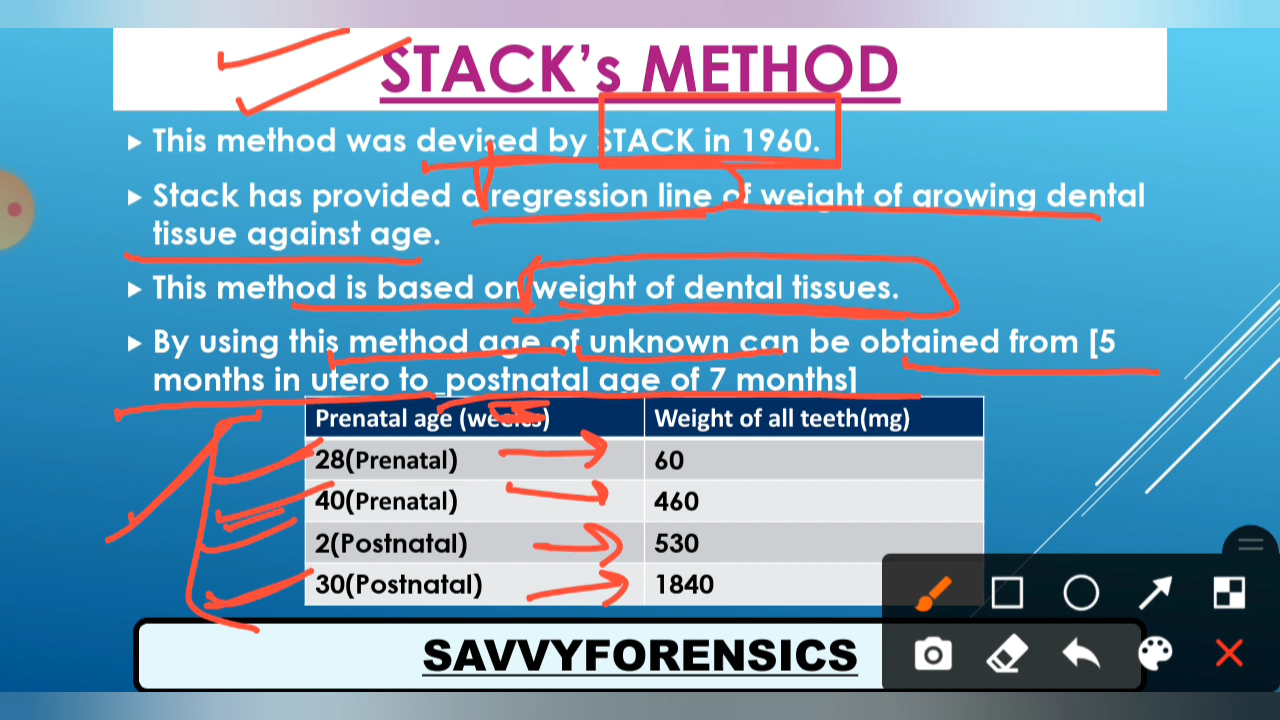 STACK's METHOD
This method was devised by STACK in 1960.
Stack has provided a regression line of weight of growing dental
tissue against age.
This method is based on weight of dental tissues.
By using this method age of unknown can be obtained from [5
months in utero to postnatal age of 7 months]
Prenatal age (weeks) Weight of all teeth(mg)
28(Prenatal) 60
40(Prenatal) 460
2(Postnatal) 530
30(Postnatal) 1840
SAVVYFORENSICS